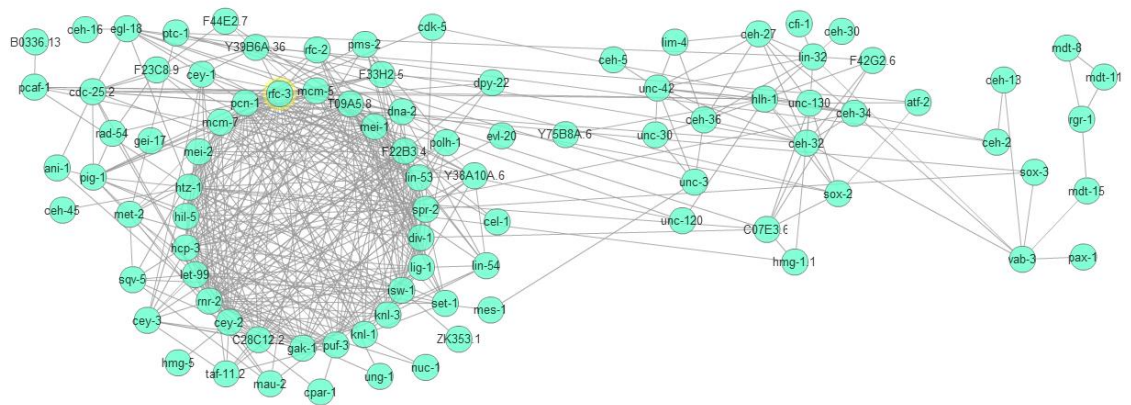 F44E2.7
ceh-16
egl-18
ptc-1
B0336.13
Y39B6A.36
rfc-2
pms-2
cdk-5
lim-4
ceh-27
cfi-1
ceh-30
lin-32
mdt-8
F23C8.9
cey-1
F33H2.5
ceh-5
F42G2.6
mdt-11
ceh-13
pcaf-1
cdc-25.2
rfc-3
mcm-5
dpy-22
unc-42
pcn-1
T09A5.8
dna-2
hlh-1
unc-130
ceh-34
atf-2
rgr-1
mcm-7
mei-1
ceh-36
rad-54
gei-17
evl-20
Y75B8A.6
unc-30
polh-1
ceh-32
ceh-2
mei-2
F22B3.4
ani-1
pig-1
lin-53
Y38A10A.6
unc-3
sox-3
htz-1
sox-2
mdt-15
ceh-45
met-2
hil-5
spr-2
cel-1
unc-120
C07E3.6
div-1
hcp-3
hmg-1.1
vab-3
pax-1
sqv-5
let-99
lig-1
lin-54
rnr-2
isw-1
set-1
mes-1
cey-3
cey-2
knl-3
C28C12.2
knl-1
ZK353.1
gak-1
puf-3
hmg-5
taf-11.2
nuc-1
mau-2
ung-1
cpar-1